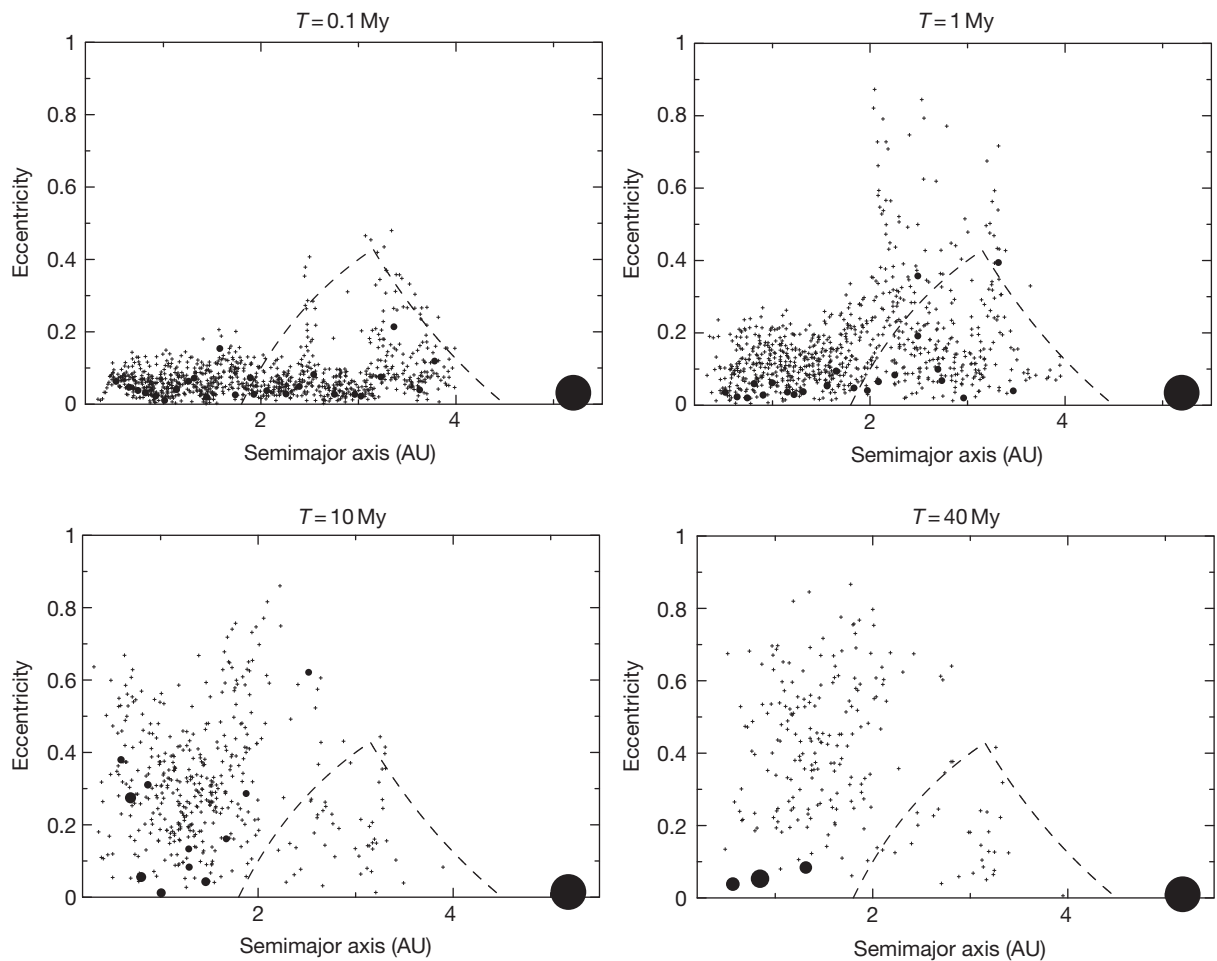 T = 0.1 My
1
0.8
0.6
0.4
0.2
0
Eccentricity
2
4
Semimajor axis (AU)
T = 1 My
1
0.8
0.6
0.4
0.2
0
Eccentricity
2
4
Semimajor axis (AU)
T = 10 My
1
0.8
0.6
0.4
0.2
0
Eccentricity
2
4
Semimajor axis (AU)
T = 40 My
1
0.8
0.6
0.4
0.2
0
Eccentricity
2
4
Semimajor axis (AU)